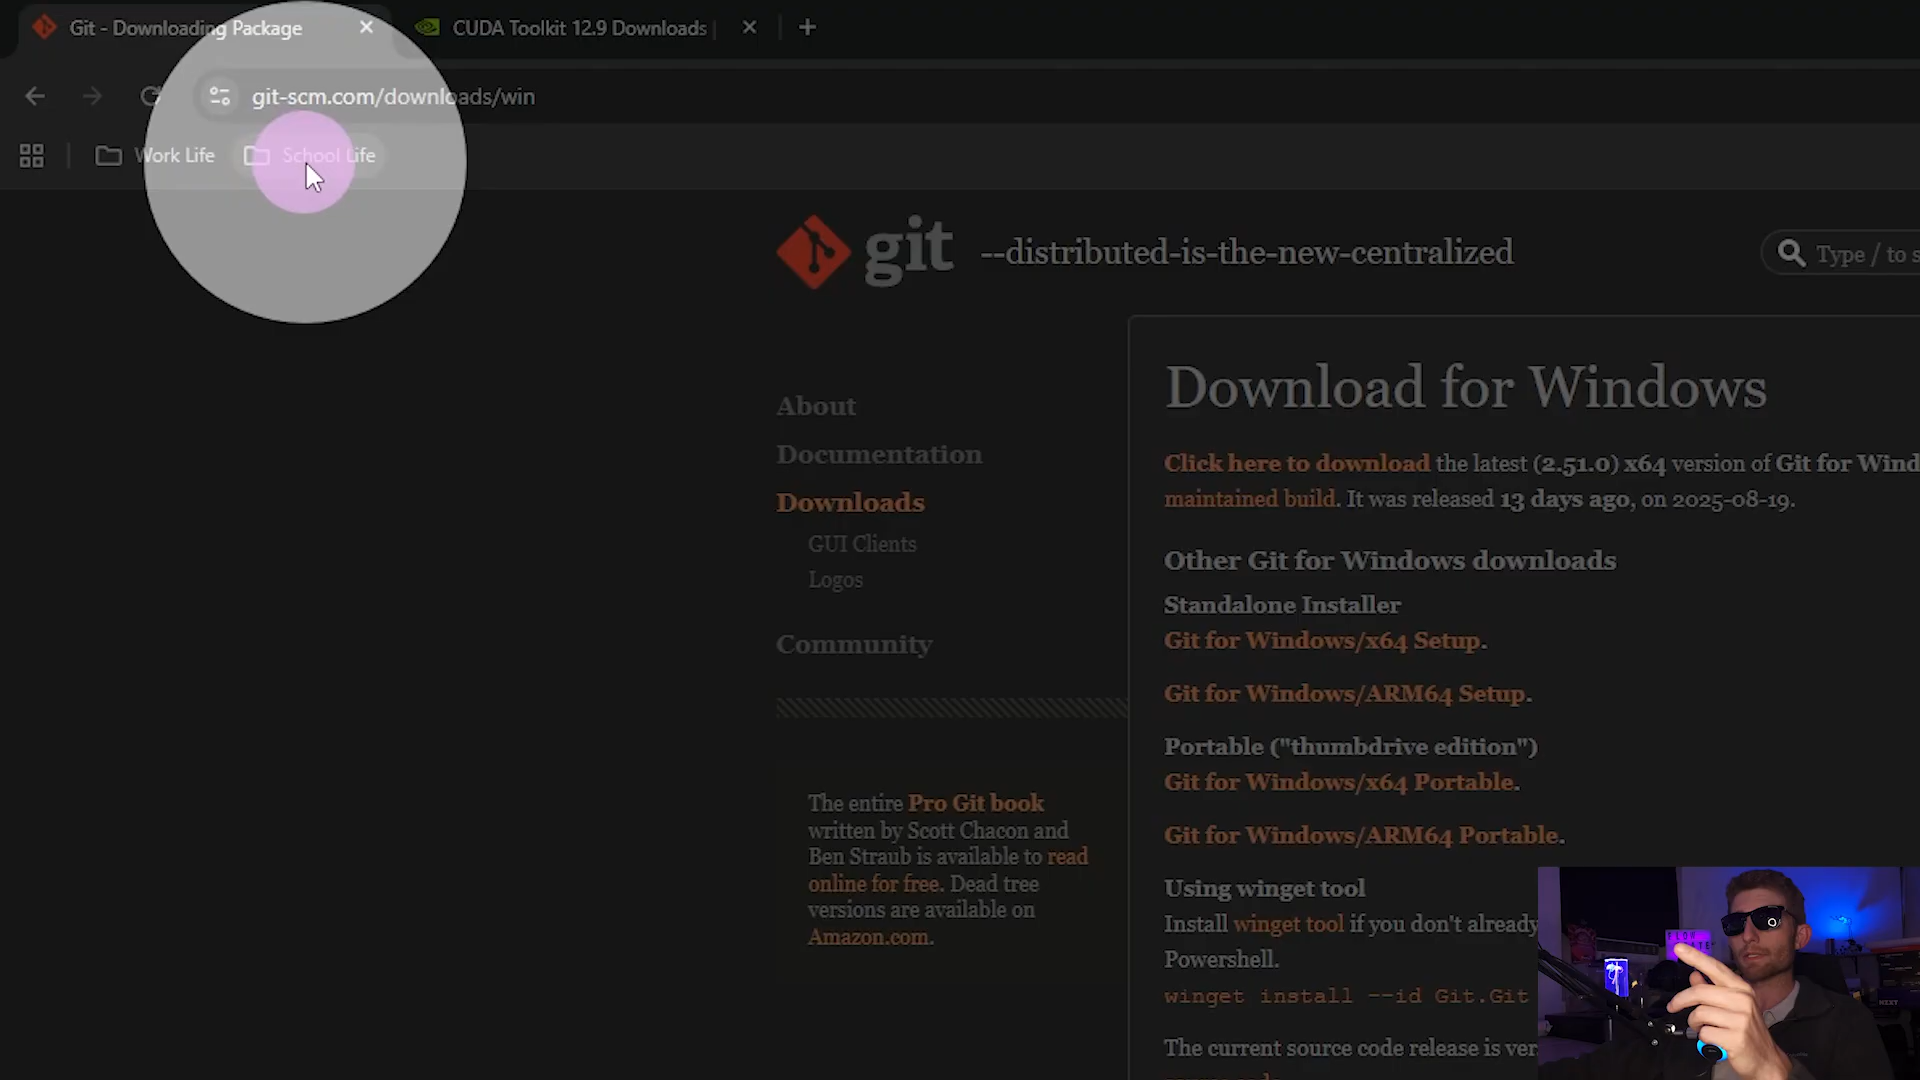 Git - Downloading Package
CUDA Toolkit 12.9 Downloads
git-scm.com/downloads/win
Work Life
School Life
git --distributed-is-the-new-centralized
Type / to s
About
Documentation
Downloads
GUI Clients
Logos
Community
The entire Pro Git book
written by Scott Chacon and
Ben Straub is available to read
online for free. Dead tree
versions are available on
Amazon.com.
Download for Windows
Click here to download the latest (2.51.0) x64 version of Git for Wind
maintained build. It was released 13 days ago, on 2025-08-19.
Other Git for Windows downloads
Standalone Installer
Git for Windows/x64 Setup.
Git for Windows/ARM64 Setup.
Portable ("thumbdrive edition")
Git for Windows/x64 Portable.
Git for Windows/ARM64 Portable.
Using winget tool
Install winget tool if you don't already
Powershell.
winget install --id Git.Git
The current source code release is ver